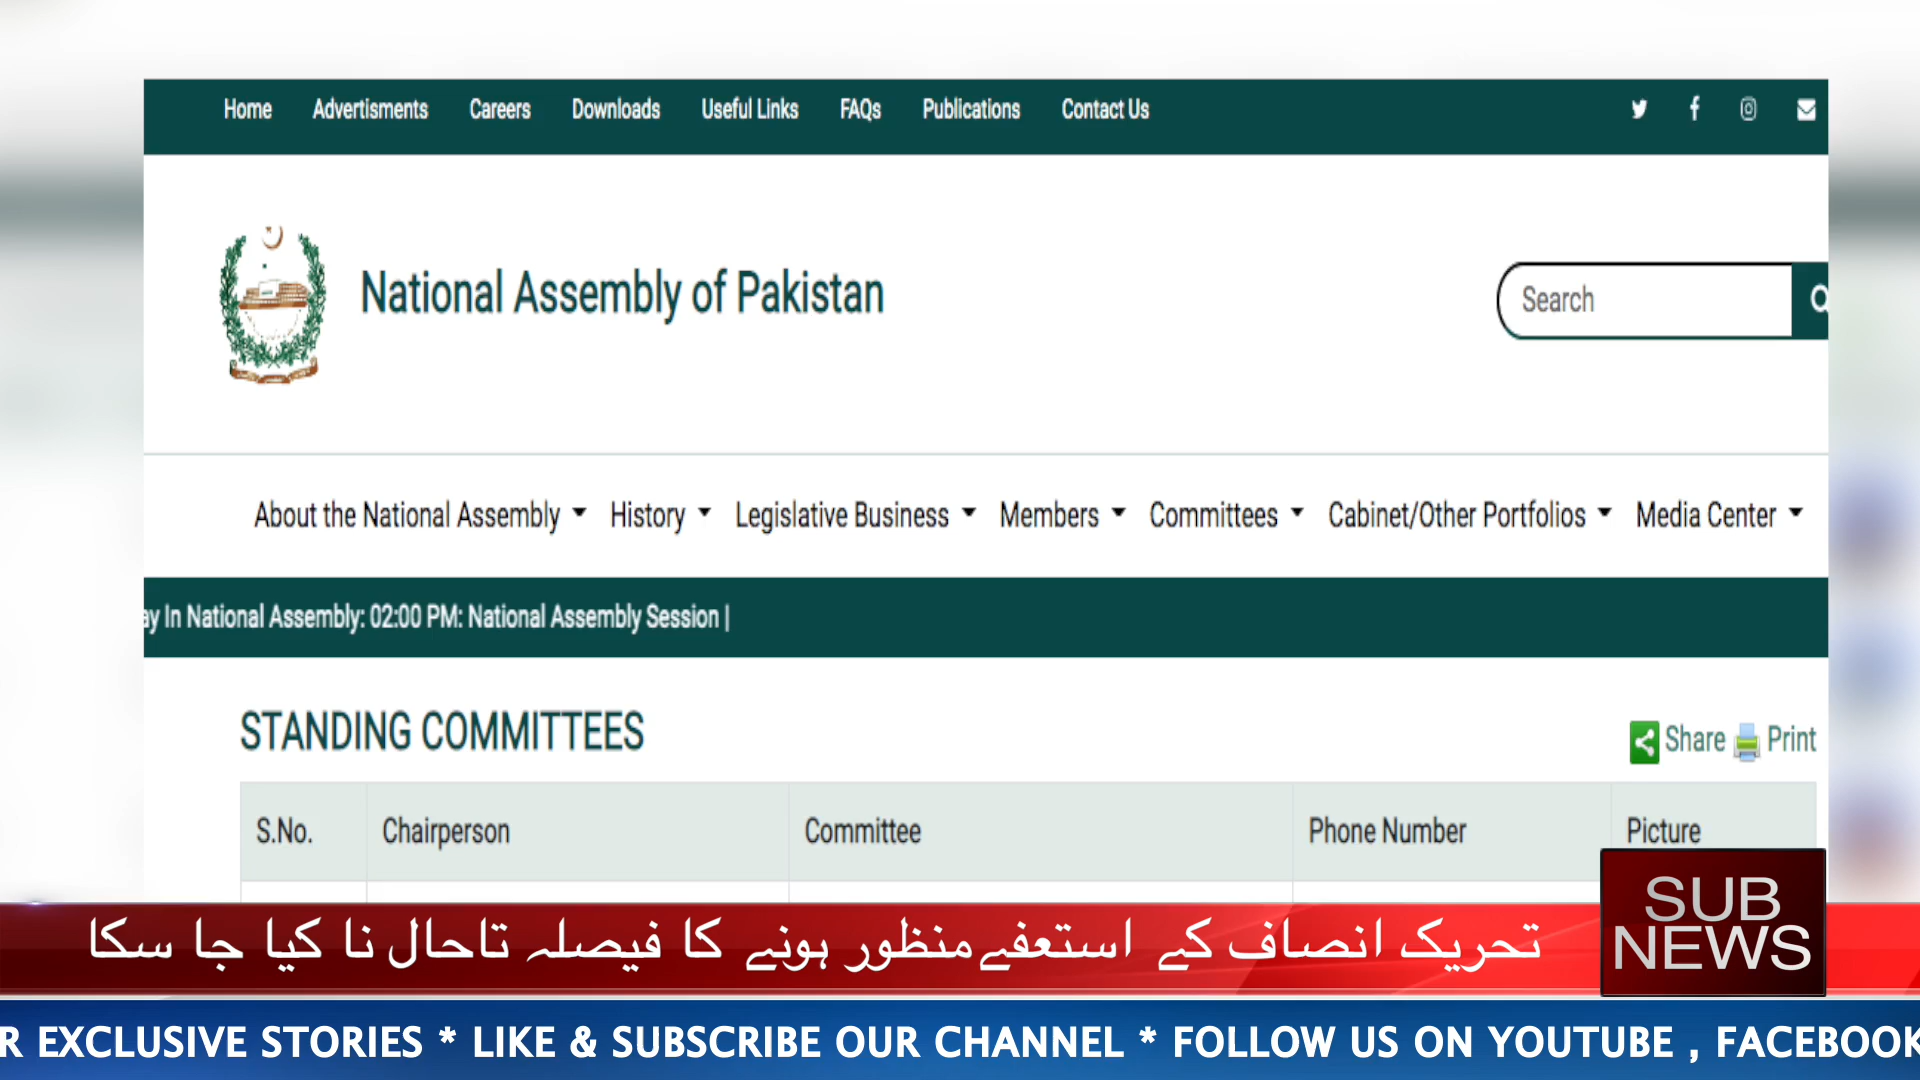 Home Advertisments Careers Downloads Useful Links FAQs Publications Contact Us
National Assembly of Pakistan
Search
About the National Assembly History Legislative Business Members Committees Cabinet/Other Portfolios Media Center
In National Assembly: 02:00 PM: National Assembly Session |
STANDING COMMITTEES
Share Print
S.No. Chairperson Committee Phone Number Picture
SUB
NEWS
تحریک انصاف کے استعفے منظور ہونے کا فیصلہ تاحال نا کیا جا سکا
EXCLUSIVE STORIES * LIKE & SUBSCRIBE OUR CHANNEL * FOLLOW US ON YOUTUBE , FACEBOOK